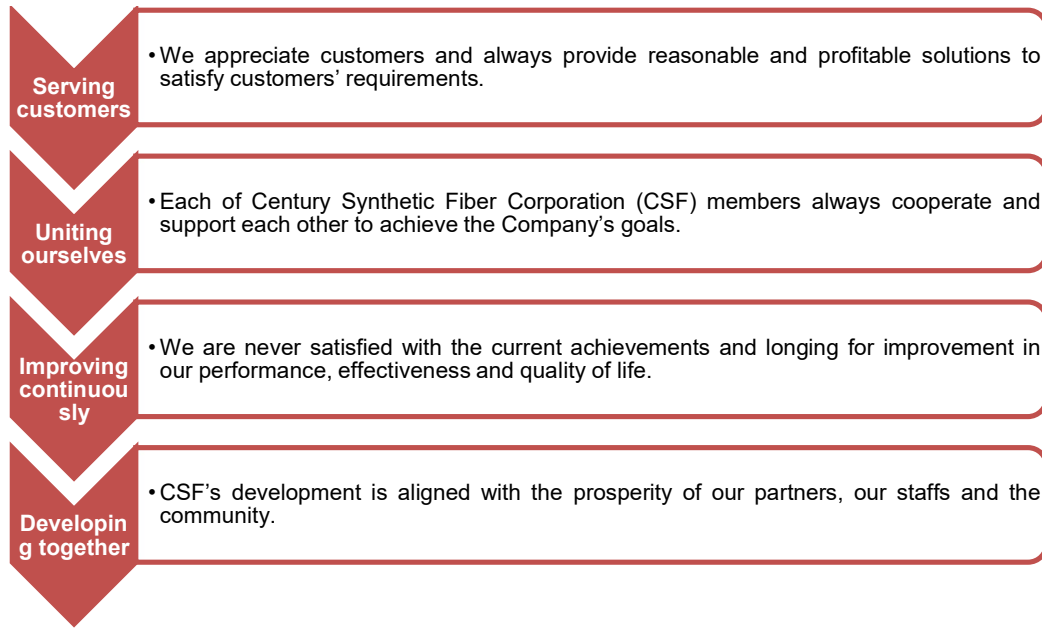 Serving
customers
• We appreciate customers and always provide reasonable and profitable solutions to
satisfy customers’ requirements.
Uniting
ourselves
• Each of Century Synthetic Fiber Corporation (CSF) members always cooperate and
support each other to achieve the Company’s goals.
Improving
continuou
sly
• We are never satisfied with the current achievements and longing for improvement in
our performance, effectiveness and quality of life.
Developin
g together
• CSF’s development is aligned with the prosperity of our partners, our staffs and the
community.